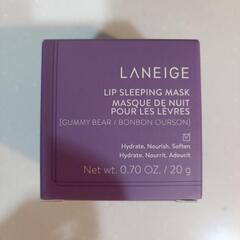 LANEIGE
LIP SLEEPING MASK
MASQUE DE NUIT
POUR LES LÈVRES
[GUMMY BEAR / BONBON OURSON]
Hydrate. Nourish. Soften
Hydrate. Nourrit. Adoucit
Net wt. 0.70 OZ. / 20 g